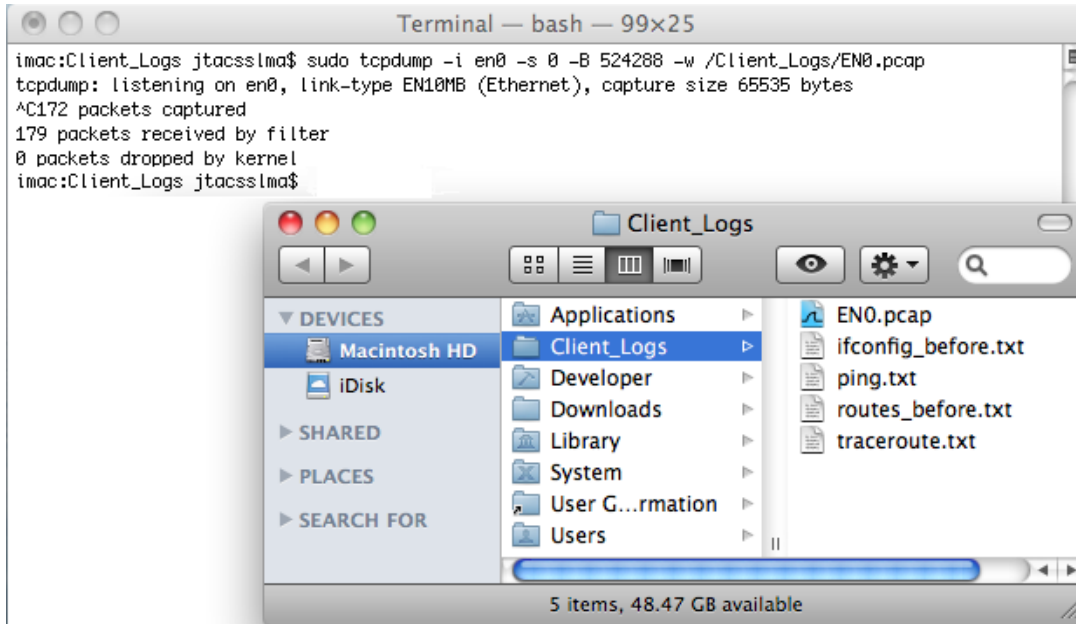 Terminal — bash — 99×25
imac:Client_Logs jtacsslma$ sudo tcpdump -i en0 -s 0 -B 524288 -w /Client_Logs/EN0.pcap
tcpdump: listening on en0, link-type EN10MB (Ethernet), capture size 65535 bytes
^C172 packets captured
179 packets received by filter
0 packets dropped by kernel
imac:Client_Logs jtacsslma$
Client_Logs
DEVICES
Macintosh HD
iDisk
SHARED
PLACES
SEARCH FOR
Applications
Client_Logs
Developer
Downloads
Library
System
User G...rmation
Users
EN0.pcap
ifconfig_before.txt
ping.txt
routes_before.txt
traceroute.txt
5 items, 48.47 GB available